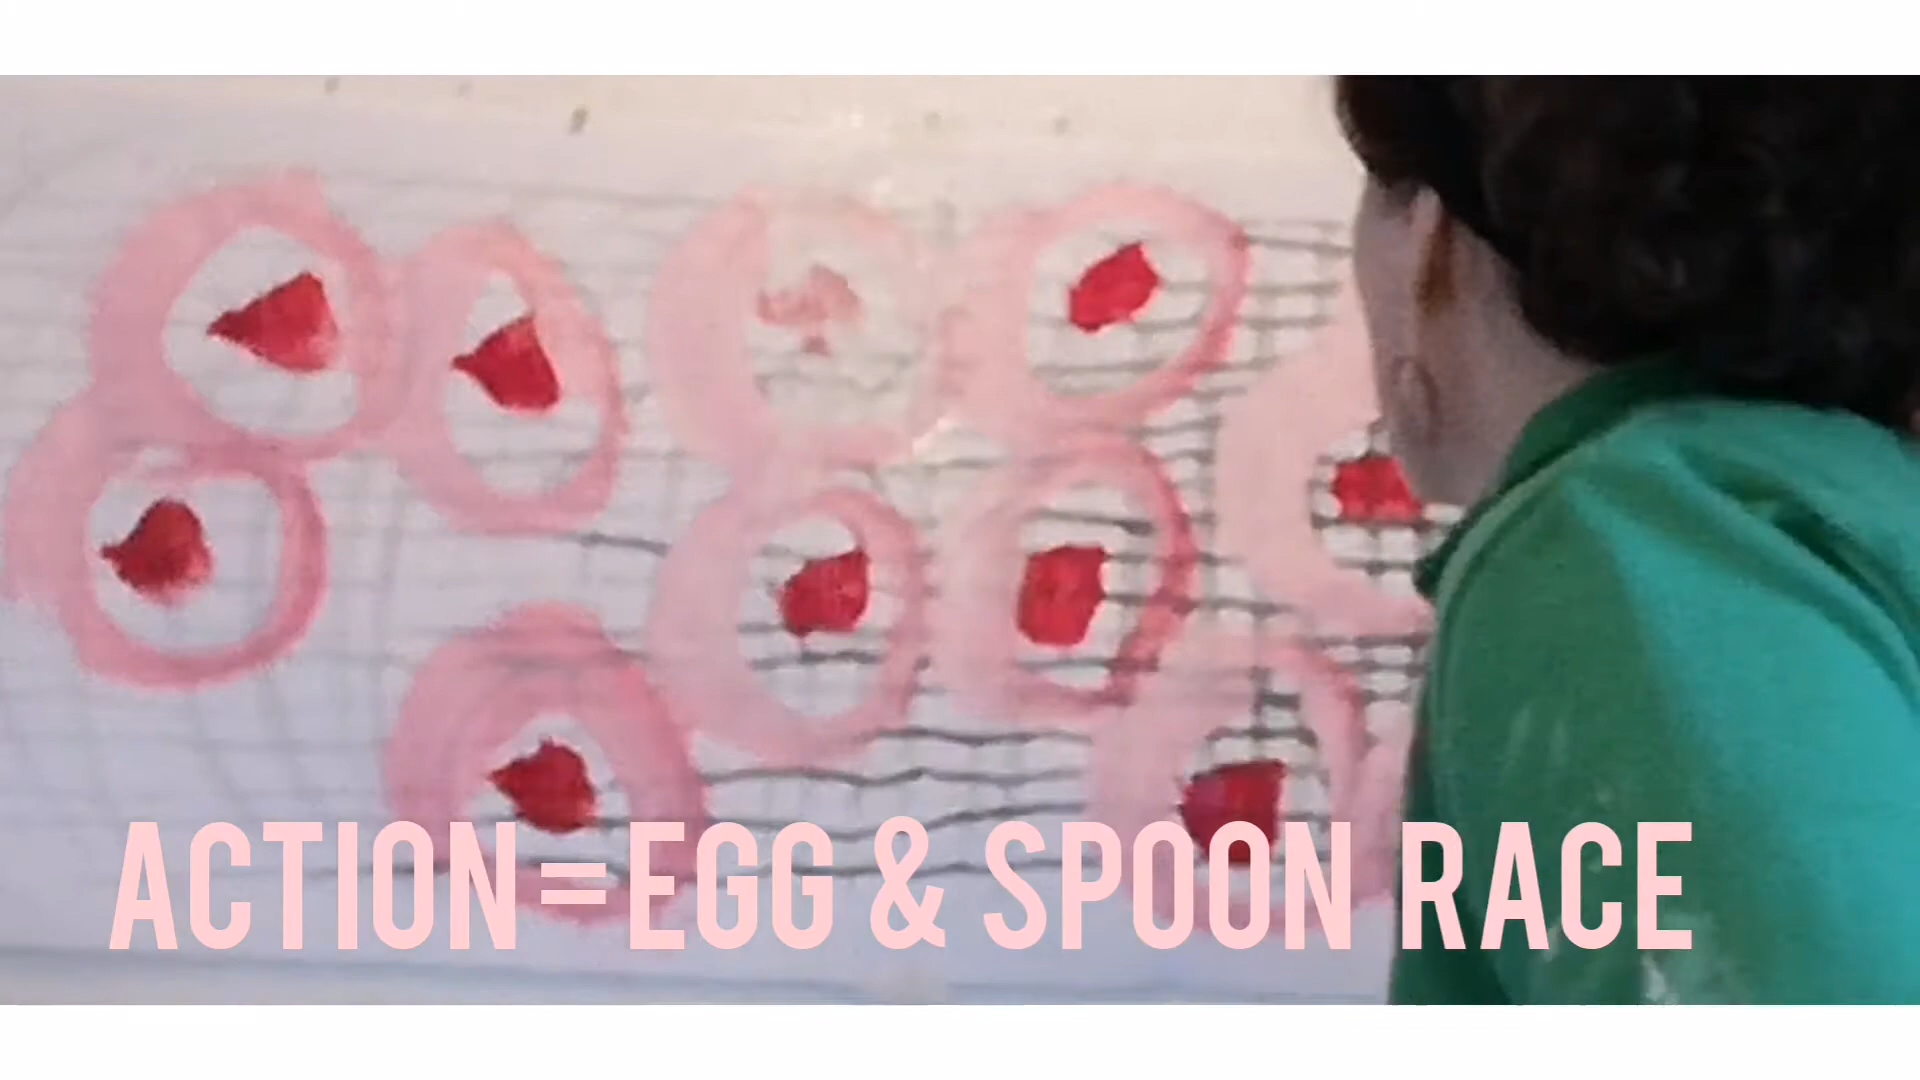 ACTION = EGG & SPOON RACE